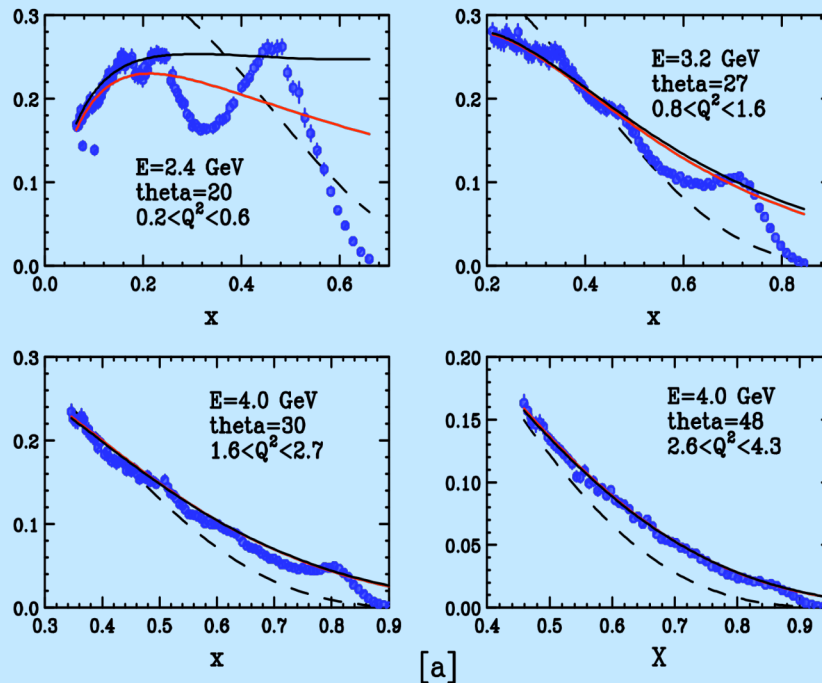 0.3
0.2
0.1
0.0
E=2.4 GeV
theta=20
0.2<Q²<0.6
0.0 0.2 0.4 0.6
x
0.3
0.2
0.1
0.0
E=3.2 GeV
theta=27
0.8<Q²<1.6
0.2 0.4 0.6 0.8
x
0.3
0.2
0.1
0.0
E=4.0 GeV
theta=30
1.6<Q²<2.7
0.3 0.4 0.5 0.6 0.7 0.8 0.9
x
0.20
0.15
0.10
0.05
0.00
E=4.0 GeV
theta=48
2.6<Q²<4.3
0.4 0.5 0.6 0.7 0.8 0.9
X
[a]